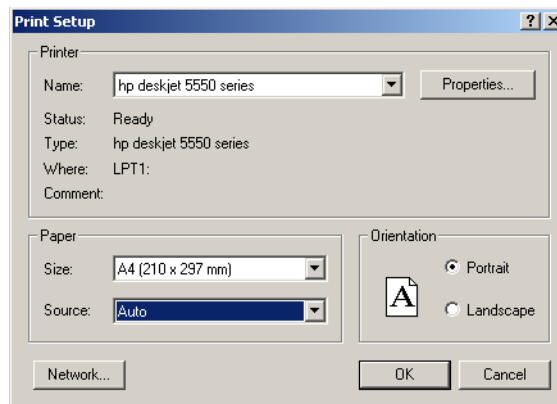 Print Setup
Printer
Name: hp deskjet 5550 series Properties...
Status: Ready
Type: hp deskjet 5550 series
Where: LPT1:
Comment:
Paper
Size: A4 (210 x 297 mm)
Source: Auto
Orientation
A
Portrait
Landscape
Network... OK Cancel